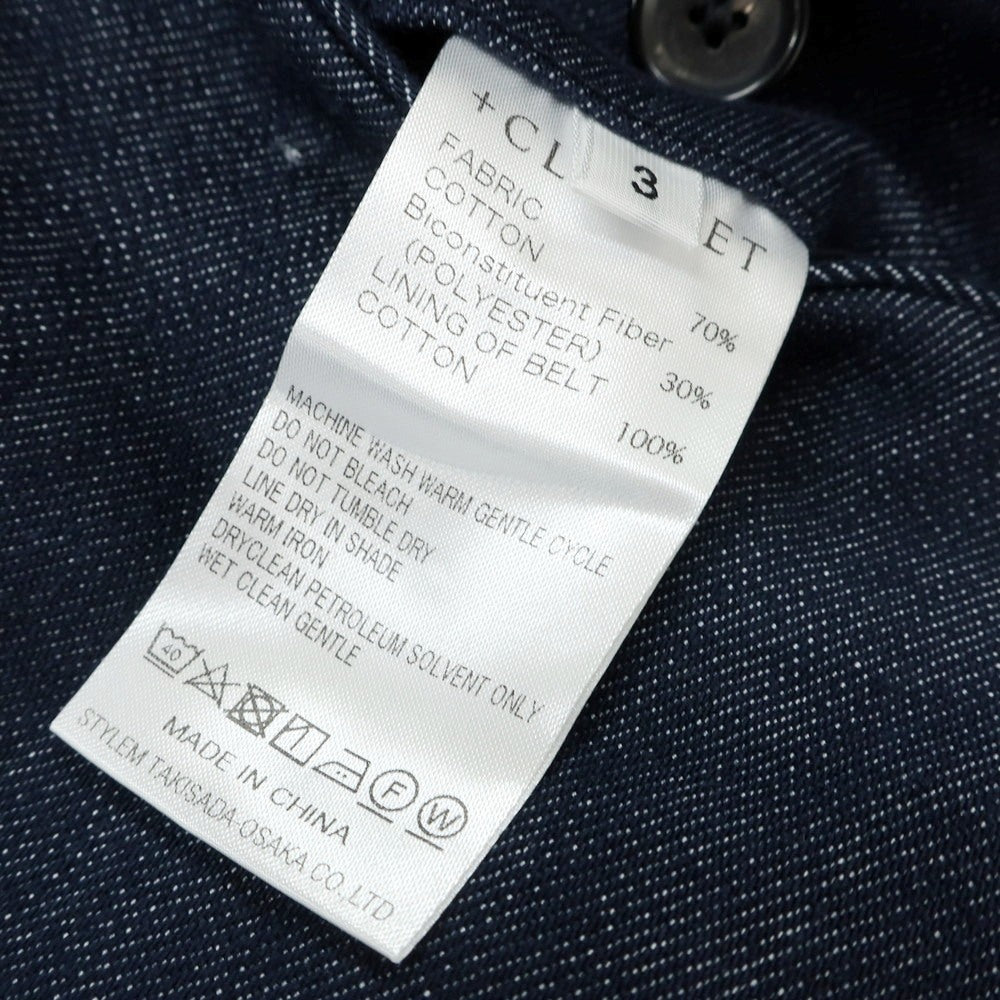 +CL ET
3
FABRIC
COTTON 70%
Biconstituent Fiber
(POLYESTER) 30%
LINING OF BELT
COTTON 100%
MACHINE WASH WARM GENTLE CYCLE
DO NOT BLEACH
DO NOT TUMBLE DRY
LINE DRY IN SHADE
WARM IRON
DRYCLEAN PETROLEUM SOLVENT ONLY
WET CLEAN GENTLE
40 F W
MADE IN CHINA
STYLEM TAKISADA-OSAKA CO.,LTD